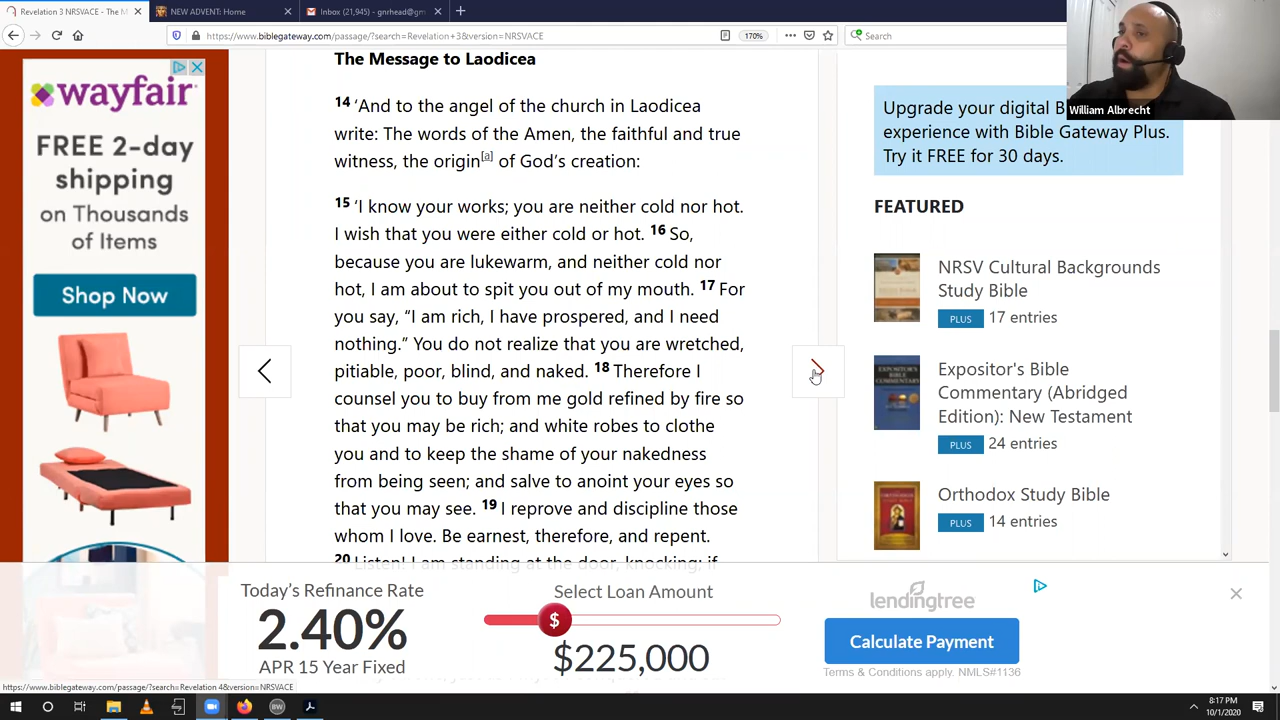 Revelation 3 NRSVACE - The M
NEW ADVENT: Home
Inbox (21,945) - gnrhead@gm
https://www.biblegateway.com/passage/?search=Revelation+3&version=NRSVACE
170%
Search
William Albrecht
wayfair
FREE 2-day
shipping
on Thousands
of Items
Shop Now
The Message to Laodicea
14 ‘And to the angel of the church in Laodicea
write: The words of the Amen, the faithful and true
witness, the origin[a] of God’s creation:
15 ‘I know your works; you are neither cold nor hot.
I wish that you were either cold or hot. 16 So,
because you are lukewarm, and neither cold nor
hot, I am about to spit you out of my mouth. 17 For
you say, “I am rich, I have prospered, and I need
nothing.” You do not realize that you are wretched,
pitiable, poor, blind, and naked. 18 Therefore I
counsel you to buy from me gold refined by fire so
that you may be rich; and white robes to clothe
you and to keep the shame of your nakedness
from being seen; and salve to anoint your eyes so
that you may see. 19 I reprove and discipline those
whom I love. Be earnest, therefore, and repent.
20 Listen! I am standing at the door, knocking; if
Upgrade your digital B
experience with Bible Gateway Plus.
Try it FREE for 30 days.
FEATURED
NRSV Cultural Backgrounds
Study Bible
PLUS 17 entries
Expositor's Bible
Commentary (Abridged
Edition): New Testament
PLUS 24 entries
Orthodox Study Bible
PLUS 14 entries
Today’s Refinance Rate
2.40%
APR 15 Year Fixed
Select Loan Amount
$
$225,000
lendingtree
Calculate Payment
Terms & Conditions apply. NMLS#1136
https://www.biblegateway.com/passage/?search=Revelation 4&version=NRSVACE
BW
8:17 PM
10/1/2020